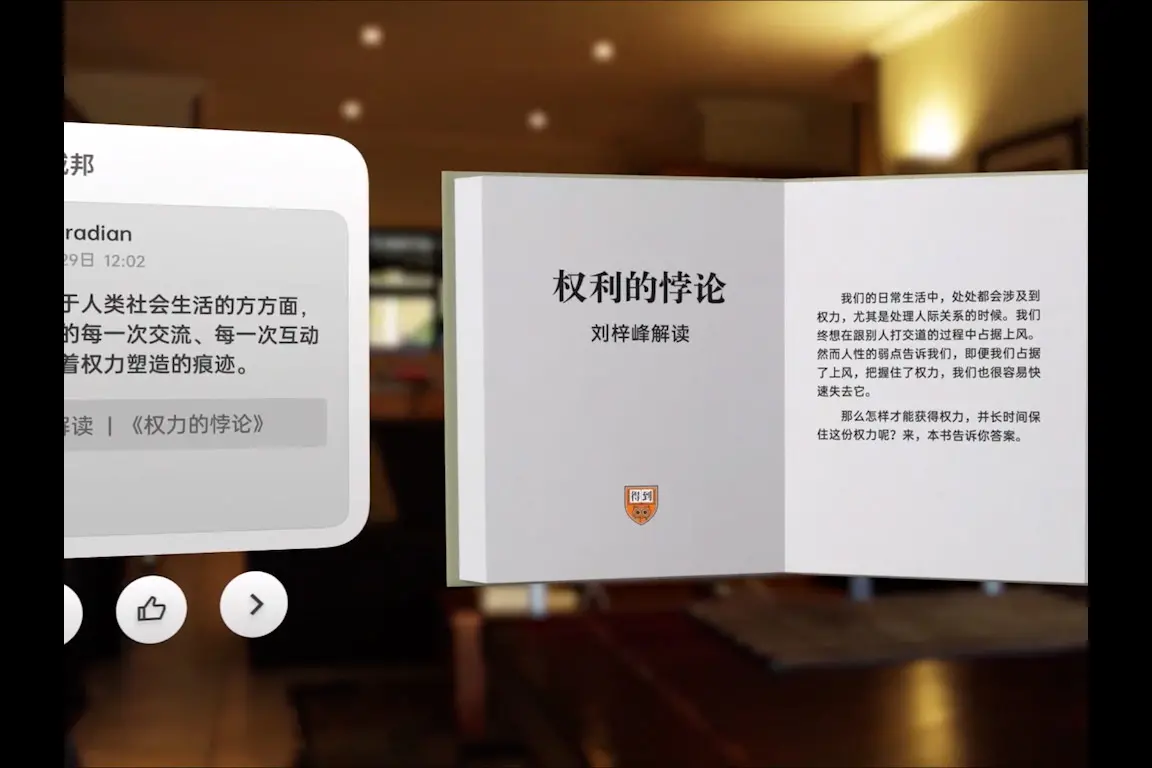 邦
radian
29日 12:02
于人类社会生活的方方面，
的每一次交流、每一次互动
着权力塑造的痕迹。
解读 | 《权力的悖论》
权利的悖论
刘梓峰解读
得到
我们的日常生活中，处处都会涉及到
权力，尤其是处理人际关系的时候。我们
终想在跟别人打交道的过程中占据上风。
然而人性的弱点告诉我们，即便我们占据
了上风，把握住了权力，我们也很容易快
速失去它。
那么怎样才能获得权力，并长时间保
住这份权力呢？来，本书告诉你答案。